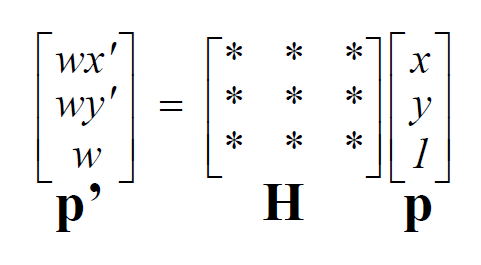 wx′ * * * x
wy′ = * * * y
w * * * 1
p’ H p